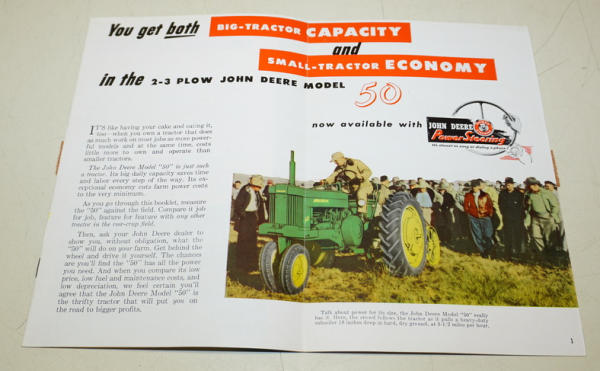 You get both BIG-TRACTOR CAPACITY
and
SMALL-TRACTOR ECONOMY
in the 2-3 PLOW JOHN DEERE MODEL 50
now available with JOHN DEERE
Power Steering
IT'S like having your cake and eating it,
too—when you own a tractor that does
as much work on most jobs as more power-
ful models and at the same time, costs
little more to own and operate than
smaller tractors.
The John Deere Model "50" is just such
a tractor. Its big daily capacity saves time
and labor every step of the way. Its ex-
ceptional economy cuts farm power costs
to the very minimum.
As you go through this booklet, measure
the "50" against the field. Compare it job
for job, feature for feature with any other
tractor in the row-crop field.
Then, ask your John Deere dealer to
show you, without obligation, what the
"50" will do on your farm. Get behind the
wheel and drive it yourself. The chances
are you'll find the "50" has all the power
you need. And when you compare its low
price, low fuel and maintenance costs, and
low depreciation, we feel certain you'll
agree that the John Deere Model "50" is
the thrifty tractor that will put you on
the road to bigger profits.
Talk about power for its size, the John Deere Model "50" really
has it. Here, the crowd follows the tractor as it pulls a heavy-duty
subsoiler 18 inches deep in hard, dry ground, at 3-1/2 miles per hour.
1